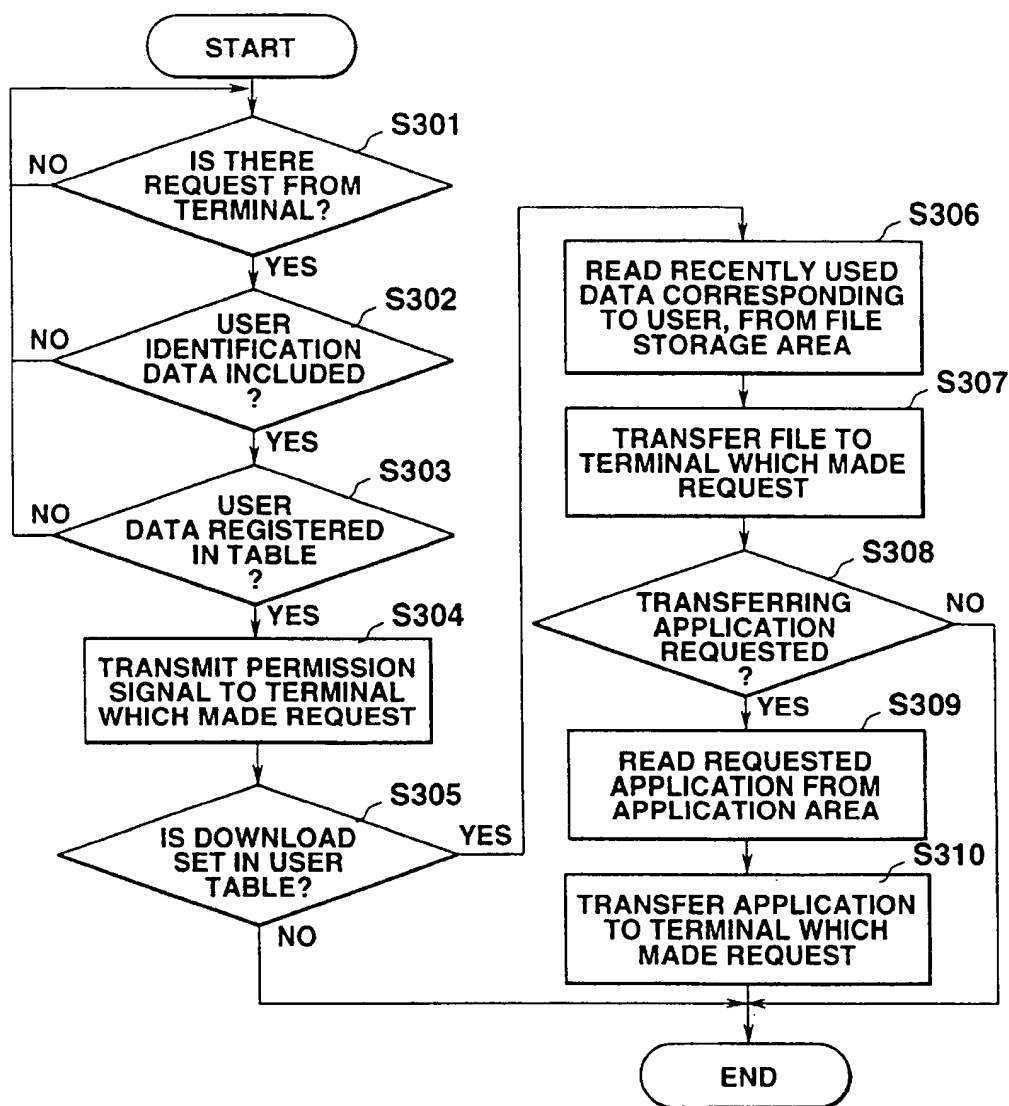 START
S301
NO
IS THERE
REQUEST FROM
TERMINAL?
YES
S302
NO
USER
IDENTIFICATION
DATA INCLUDED
?
YES
S303
NO
USER
DATA REGISTERED
IN TABLE
?
YES
S304
TRANSMIT PERMISSION
SIGNAL TO TERMINAL
WHICH MADE REQUEST
S305
YES
IS DOWNLOAD
SET IN USER
TABLE?
NO
S306
READ RECENTLY USED
DATA CORRESPONDING
TO USER, FROM FILE
STORAGE AREA
S307
TRANSFER FILE TO
TERMINAL WHICH MADE
REQUEST
S308
NO
TRANSFERRING
APPLICATION
REQUESTED
?
YES
S309
READ REQUESTED
APPLICATION FROM
APPLICATION AREA
S310
TRANSFER APPLICATION
TO TERMINAL WHICH
MADE REQUEST
END